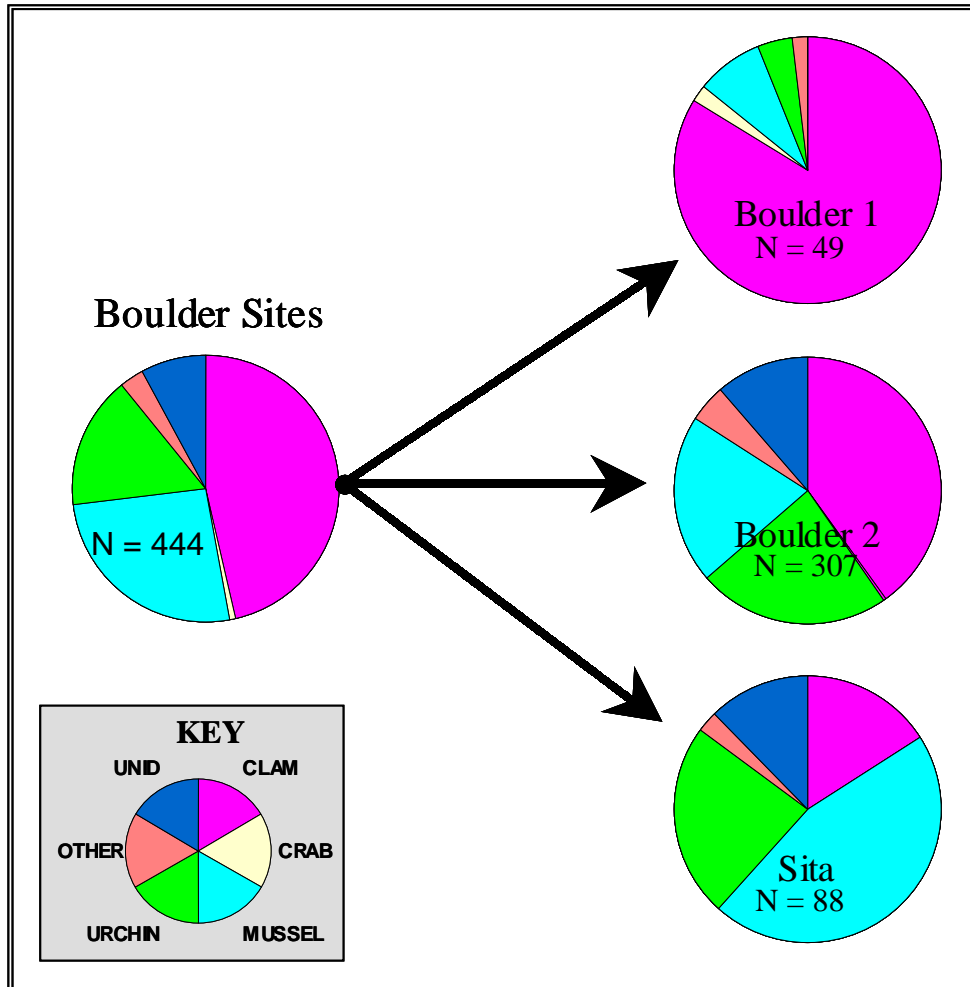 Boulder 1
N = 49
Boulder Sites
N = 444
Boulder 2
N = 307
Sita
N = 88
KEY
UNID
CLAM
OTHER
CRAB
URCHIN
MUSSEL